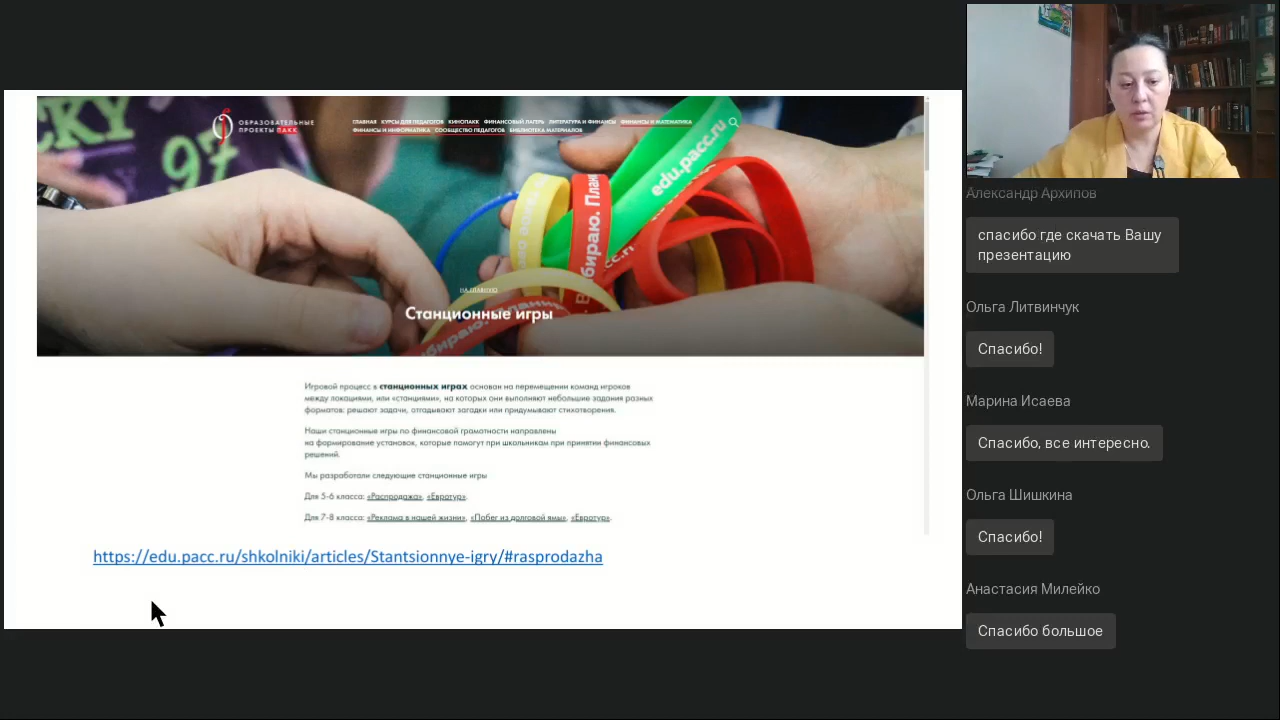 ОБРАЗОВАТЕЛЬНЫЕ
ПРОЕКТЫ ПАКК
ГЛАВНАЯ КУРСЫ ДЛЯ ПЕДАГОГОВ КИНОПАКК ФИНАНСОВЫЙ ЛАГЕРЬ ЛИТЕРАТУРА И ФИНАНСЫ ФИНАНСЫ И МАТЕМАТИКА
ФИНАНСЫ И ИНФОРМАТИКА СООБЩЕСТВО ПЕДАГОГОВ БИБЛИОТЕКА МАТЕРИАЛОВ
97
edu.pacc.ru
НА ГЛАВНУЮ
Станционные игры
Игровой процесс в станционных играх основан на перемещении команд игроков
между локациями, или «станциями», на которых они выполняют небольшие задания разных
форматов: решают задачи, отгадывают загадки или придумывают стихотворения.
Наши станционные игры по финансовой грамотности направлены
на формирование установок, которые помогут при школьникам при принятии финансовых
решений.
Мы разработали следующие станционные игры
Для 5-6 класса: «Распродажа», «Евротур».
Для 7-8 класса: «Реклама в нашей жизни», «Побег из долговой ямы», «Евротур».
https://edu.pacc.ru/shkolniki/articles/Stantsionnye-igry/#rasprodazha
Александр Архипов
спасибо где скачать Вашу
презентацию
Ольга Литвинчук
Спасибо!
Марина Исаева
Спасибо, все интересно.
Ольга Шишкина
Спасибо!
Анастасия Милейко
Спасибо большое